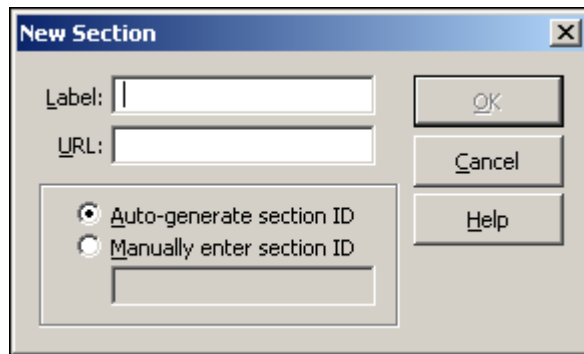 New Section
Label:
OK
URL:
Cancel
Auto-generate section ID
Help
Manually enter section ID